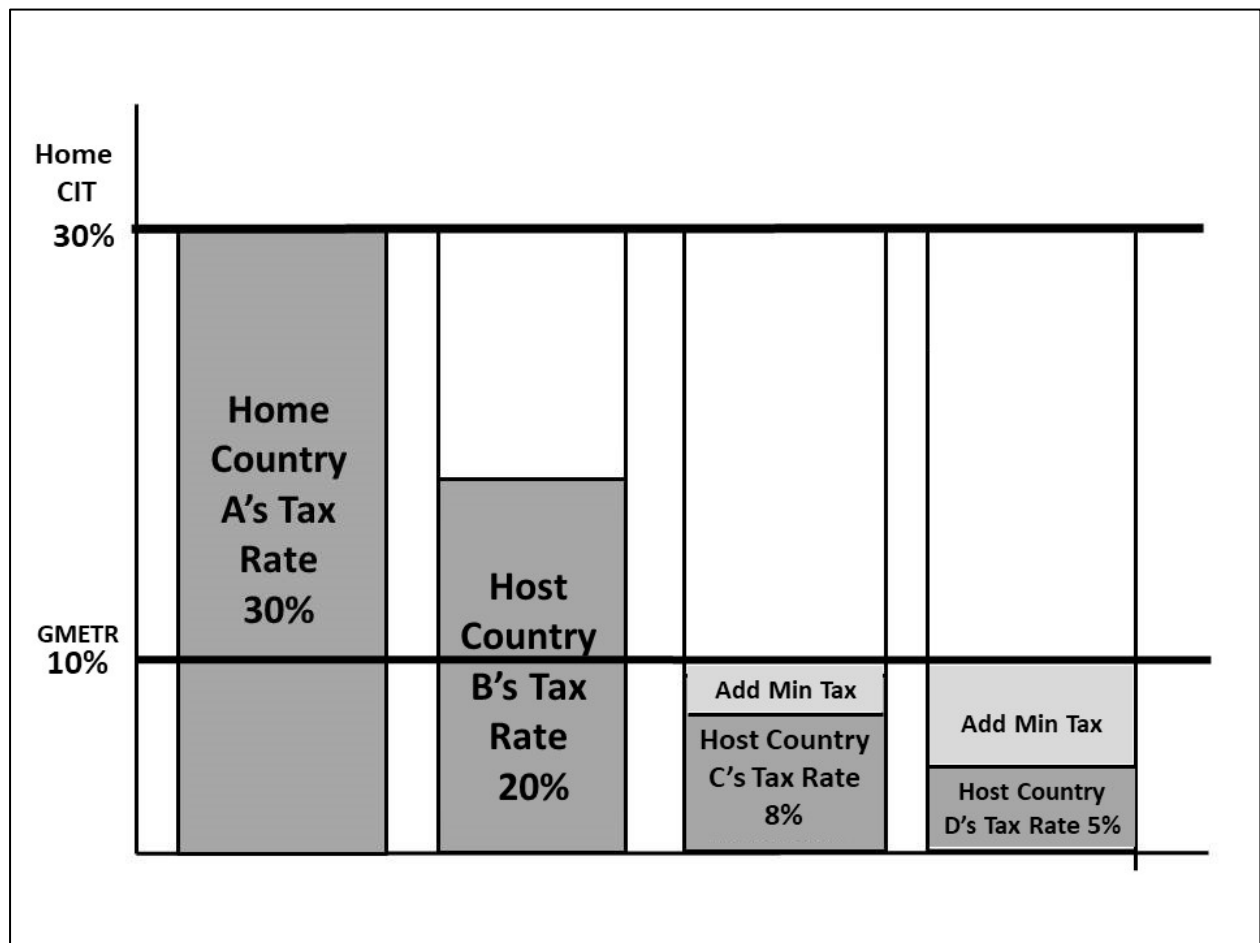 Home
CIT
30%
Home
Country
A's Tax
Rate
30%
Host
Country
B's Tax
Rate
20%
GMETR
10%
Add Min Tax
Host Country
C's Tax Rate
8%
Add Min Tax
Host Country
D's Tax Rate 5%